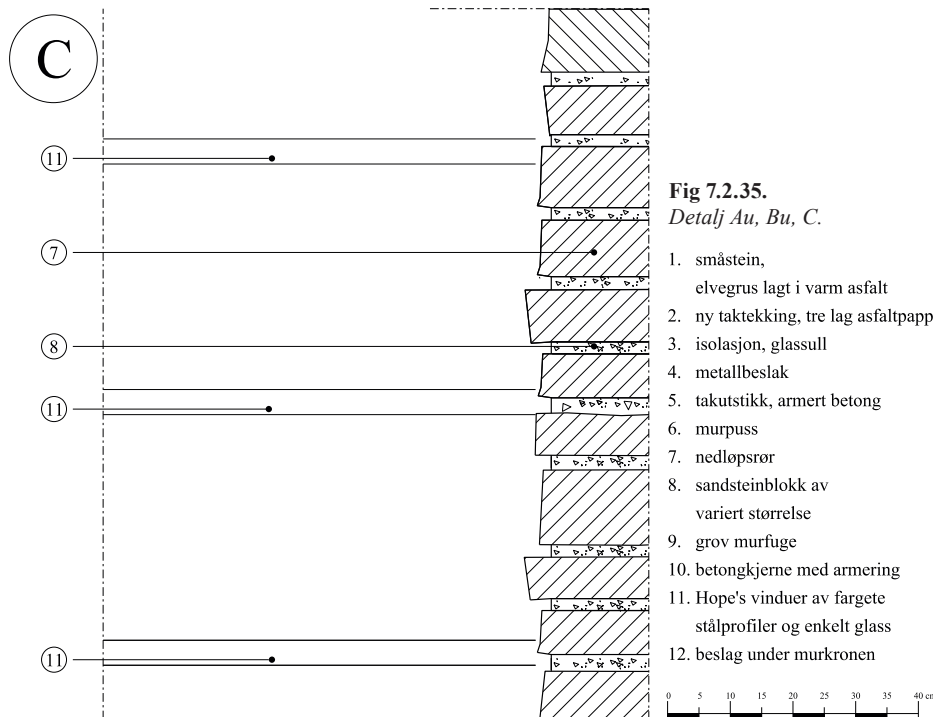 C
11
7
8
11
11
Fig 7.2.35.
Detalj Au, Bu, C.
1. småstein,
elvegrus lagt i varm asfalt
2. ny taktekking, tre lag asfaltpapp
3. isolasjon, glassull
4. metallbeslak
5. takutstikk, armert betong
6. murpuss
7. nedløpsrør
8. sandsteinblokk av
variert størrelse
9. grov murfuge
10. betongkjerne med armering
11. Hope's vinduer av fargete
stålprofiler og enkelt glass
12. beslag under murkronen
0 5 10 15 20 25 30 35 40 cm